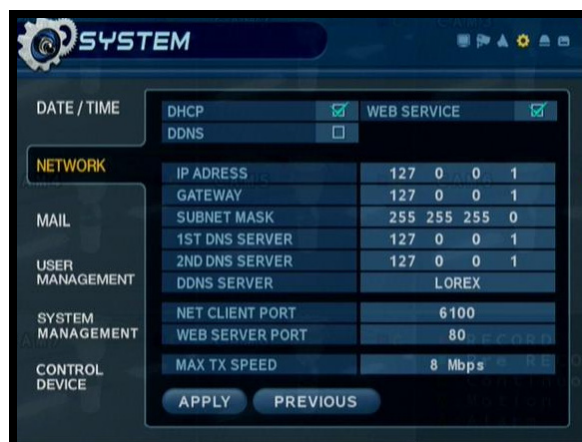 SYSTEM
DATE / TIME
NETWORK
MAIL
USER
MANAGEMENT
SYSTEM
MANAGEMENT
CONTROL
DEVICE
DHCP
WEB SERVICE
DDNS
IP ADRESS 127 0 0 1
GATEWAY 127 0 0 1
SUBNET MASK 255 255 255 0
1ST DNS SERVER 127 0 0 1
2ND DNS SERVER 127 0 0 1
DDNS SERVER LOREX
NET CLIENT PORT 6100
WEB SERVER PORT 80
MAX TX SPEED 8 Mbps
APPLY PREVIOUS
RECORD